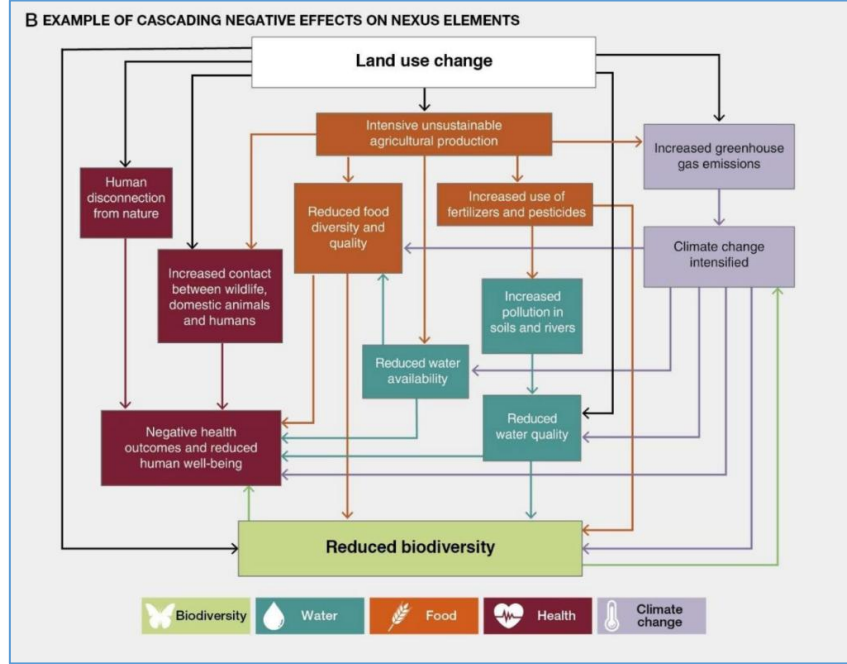 B EXAMPLE OF CASCADING NEGATIVE EFFECTS ON NEXUS ELEMENTS
Land use change
Intensive unsustainable
agricultural production
Increased greenhouse
gas emissions
Human
disconnection
from nature
Reduced food
diversity and
quality
Increased use of
fertilizers and pesticides
Climate change
intensified
Increased contact
between wildlife,
domestic animals
and humans
Increased
pollution in
soils and rivers
Reduced water
availability
Negative health
outcomes and reduced
human well-being
Reduced
water quality
Reduced biodiversity
Biodiversity
Water
Food
Health
Climate
change